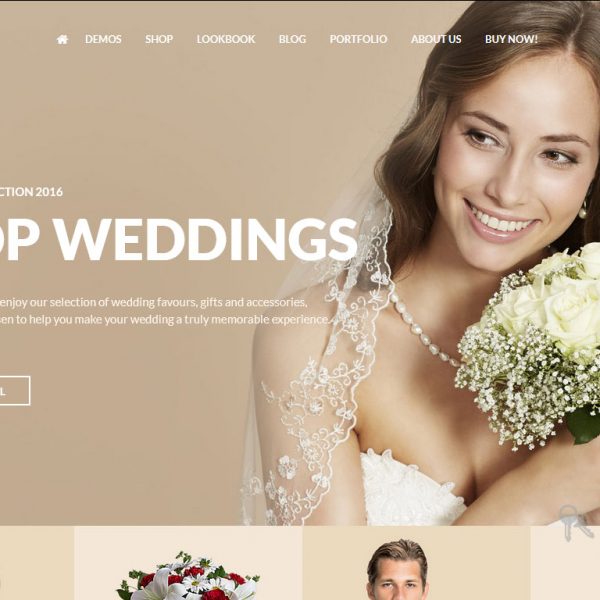 DEMOS SHOP LOOKBOOK BLOG PORTFOLIO ABOUT US BUY NOW!
CTION 2016
OP WEDDINGS
enjoy our selection of wedding favours, gifts and accessories,
sen to help you make your wedding a truly memorable experience.
L